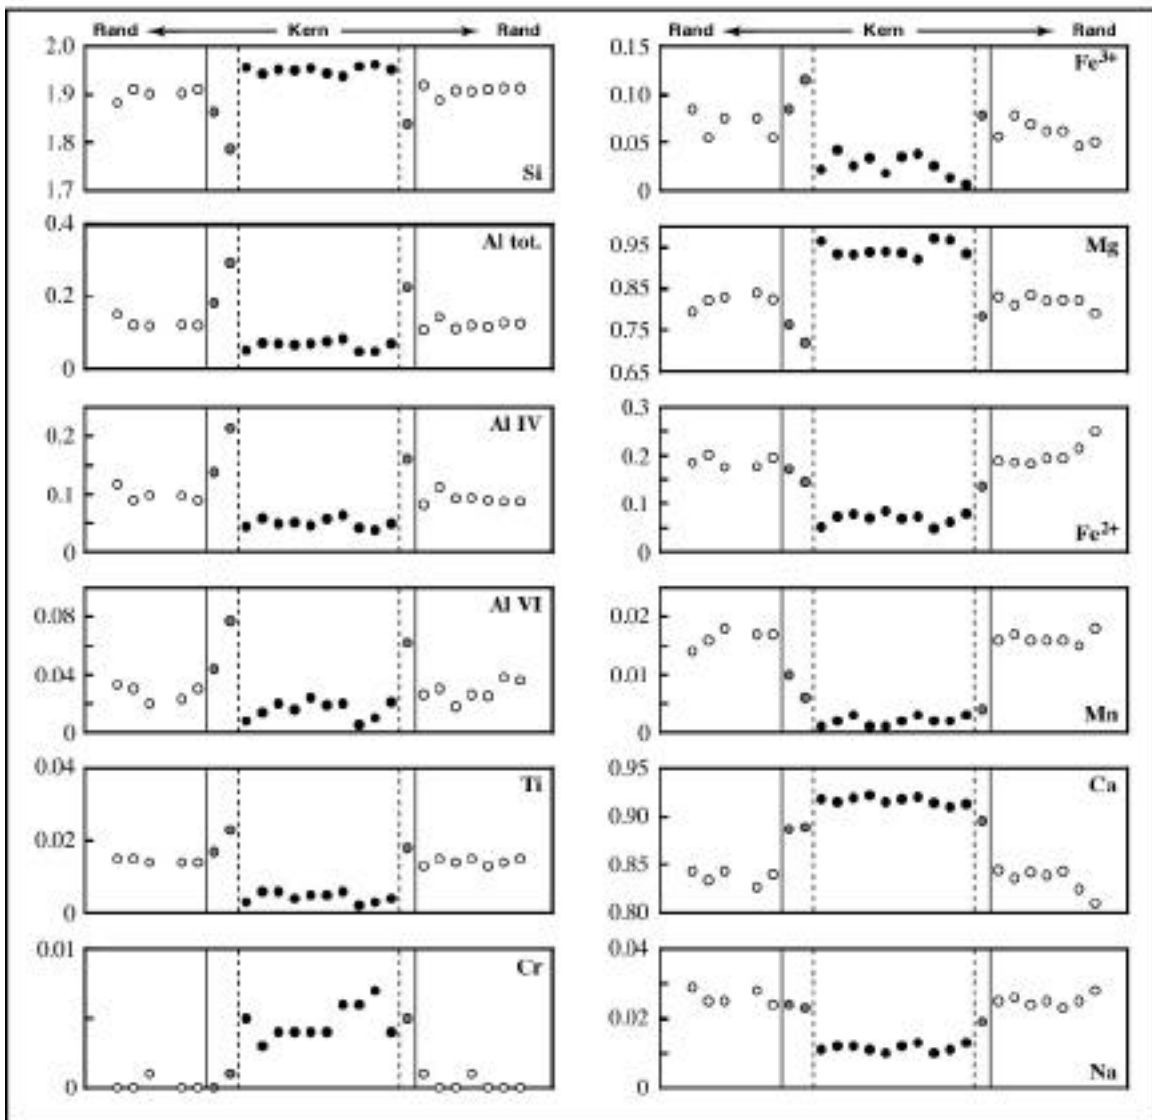 Rand Kern Rand
2.0
1.9
1.8
1.7
Si
0.4
0.2
0
Al tot.
0.2
0.1
0
Al IV
0.08
0.04
0
Al VI
0.04
0.02
0
Ti
0.01
0
Cr
Rand Kern Rand
0.15
0.10
0.05
0
Fe³⁺
0.95
0.85
0.75
0.65
Mg
0.3
0.2
0.1
0
Fe²⁺
0.02
0.01
0
Mn
0.95
0.90
0.85
0.80
Ca
0.04
0.02
0
Na